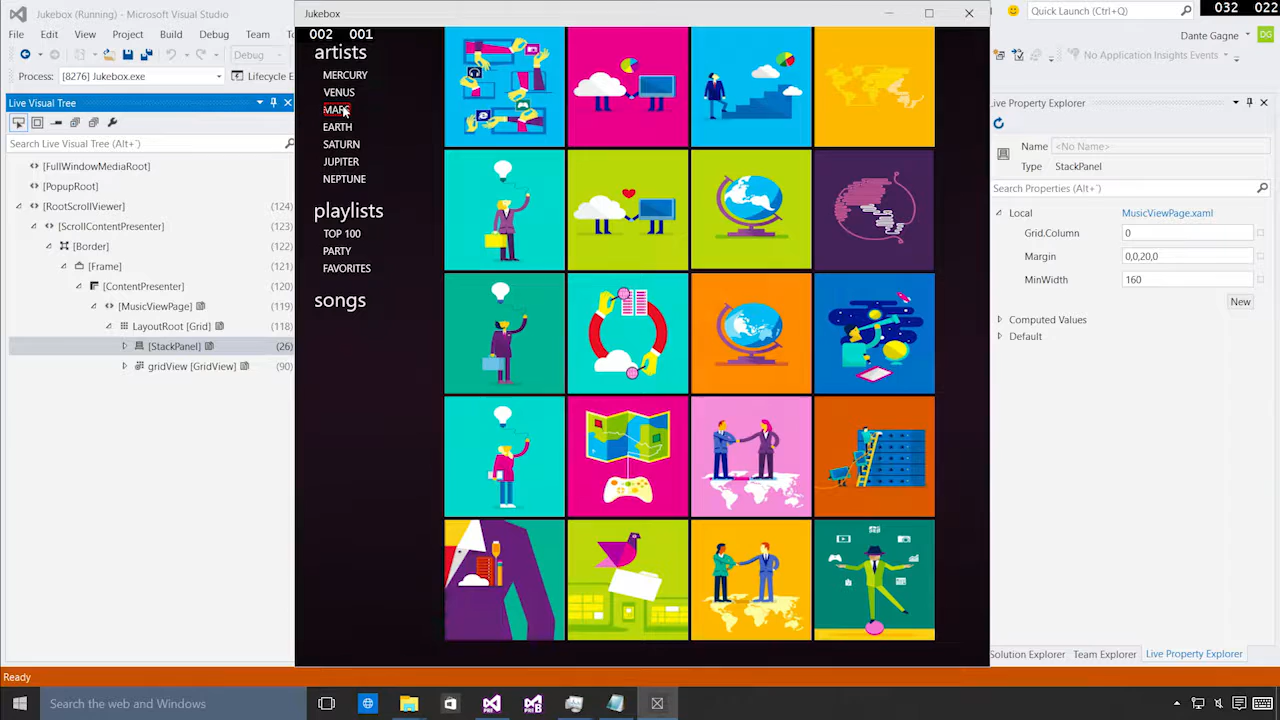 Jukebox (Running) - Microsoft Visual Studio
Jukebox
Quick Launch (Ctrl+Q)
032 022
File Edit View Project Build Debug Team
002 001
Dante Gagne
DG
Debug
No Application Insights Events
Process: [8276] Jukebox.exe
Lifecycle E
Live Visual Tree
Search Live Visual Tree (Alt+`)
[FullWindowMediaRoot]
[PopupRoot]
[RootScrollViewer] (124)
[ScrollContentPresenter] (123)
[Border] (122)
[Frame] (121)
[ContentPresenter] (120)
[MusicViewPage] (119)
LayoutRoot [Grid] (118)
[StackPanel] (26)
gridView [GridView] (90)
artists
MERCURY
VENUS
MARS
EARTH
SATURN
JUPITER
NEPTUNE
playlists
TOP 100
PARTY
FAVORITES
songs
Live Property Explorer
Name <No Name>
Type StackPanel
Search Properties (Alt+`)
Local MusicViewPage.xaml
Grid.Column 0
Margin 0,0,20,0
MinWidth 160
New
Computed Values
Default
Solution Explorer Team Explorer Live Property Explorer
Ready
Search the web and Windows